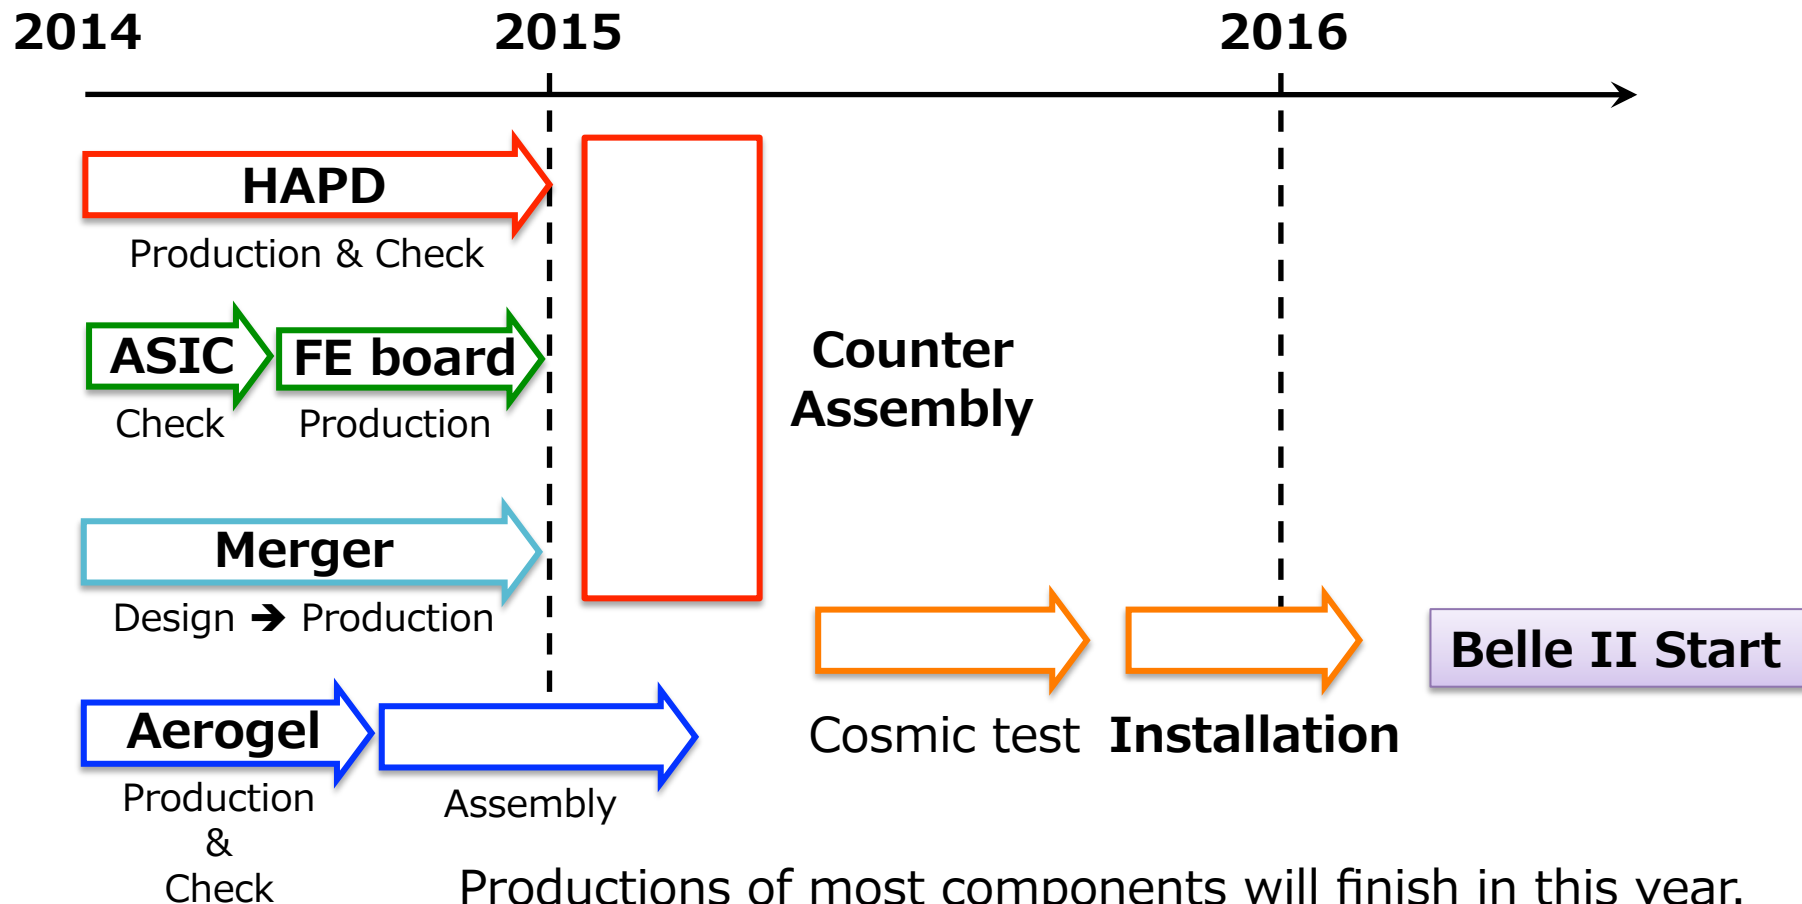 2014 2015 2016
HAPD
Production & Check
ASIC FE board
Check Production
Counter
Assembly
Merger
Design ➔ Production
Belle II Start
Aerogel
Cosmic test Installation
Production
&
Check
Assembly
Productions of most components will finish in this year.